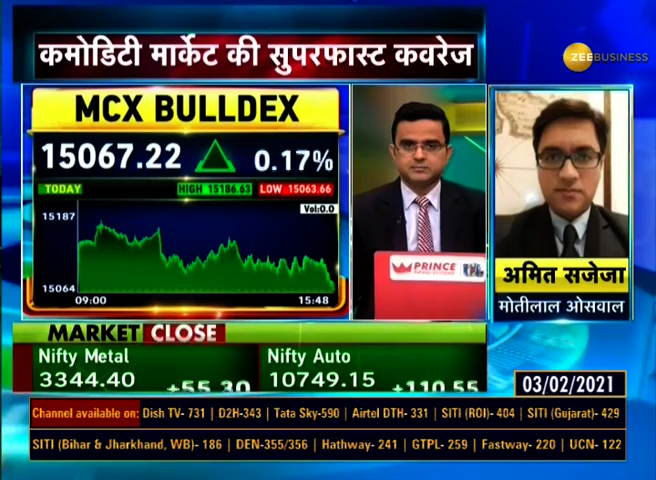 कमोडिटी मार्केट की सुपरफास्ट कवरेज
ZEE BUSINESS
MCX BULLDEX
15067.22 0.17%
TODAY HIGH 15186.63 LOW 15063.66
Vol:0.0
15187
15064
09:00 15:48
PRINCE
अमित सजेजा
मोतीलाल ओसवाल
MARKET CLOSE
Nifty Metal
3344.40 +55.30
Nifty Auto
10749.15 +110.55
03/02/2021
Channel available on: Dish TV- 731 | D2H-343 | Tata Sky-590 | Airtel DTH- 331 | SITI (ROI)- 404 | SITI (Gujarat)- 429
SITI (Bihar & Jharkhand, WB)- 186 | DEN-355/356 | Hathway- 241 | GTPL- 259 | Fastway- 220 | UCN- 122